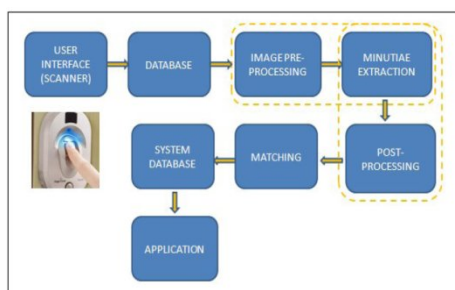 USER
INTERFACE
(SCANNER)
DATABASE
IMAGE PRE-
PROCESSING
MINUTIAE
EXTRACTION
SYSTEM
DATABASE
MATCHING
POST-
PROCESSING
APPLICATION